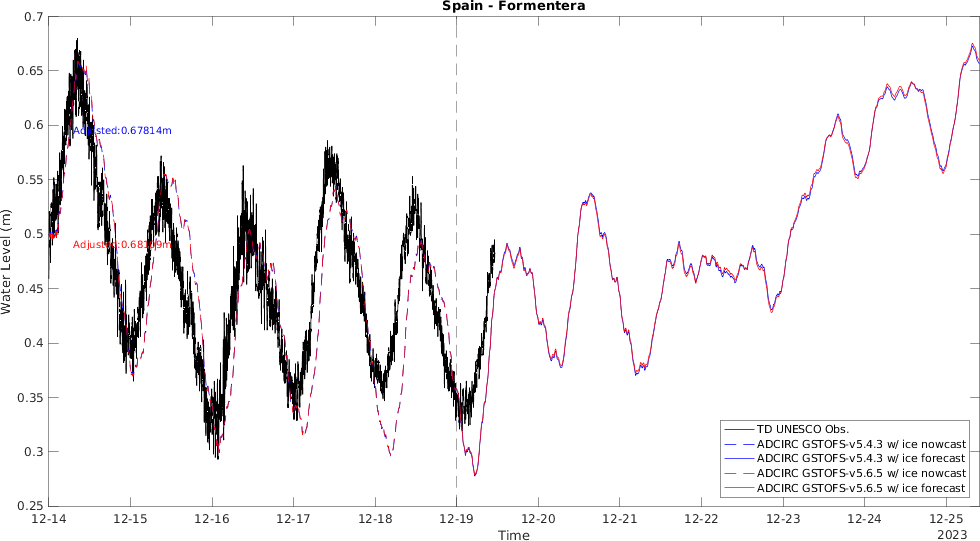 Spain - Formentera
0.7
0.65
0.6
0.55
0.5
0.45
0.4
0.35
0.3
0.25
Water Level (m)
Adjusted:0.67814m
12-14
12-15
12-16
12-17
12-18
12-19
12-20
12-21
12-22
12-23
12-24
12-25
2023
Time
TD UNESCO Obs.
ADCIRC GSTOFS-v5.4.3 w/ ice nowcast
ADCIRC GSTOFS-v5.4.3 w/ ice forecast
ADCIRC GSTOFS-v5.6.5 w/ ice nowcast
ADCIRC GSTOFS-v5.6.5 w/ ice forecast